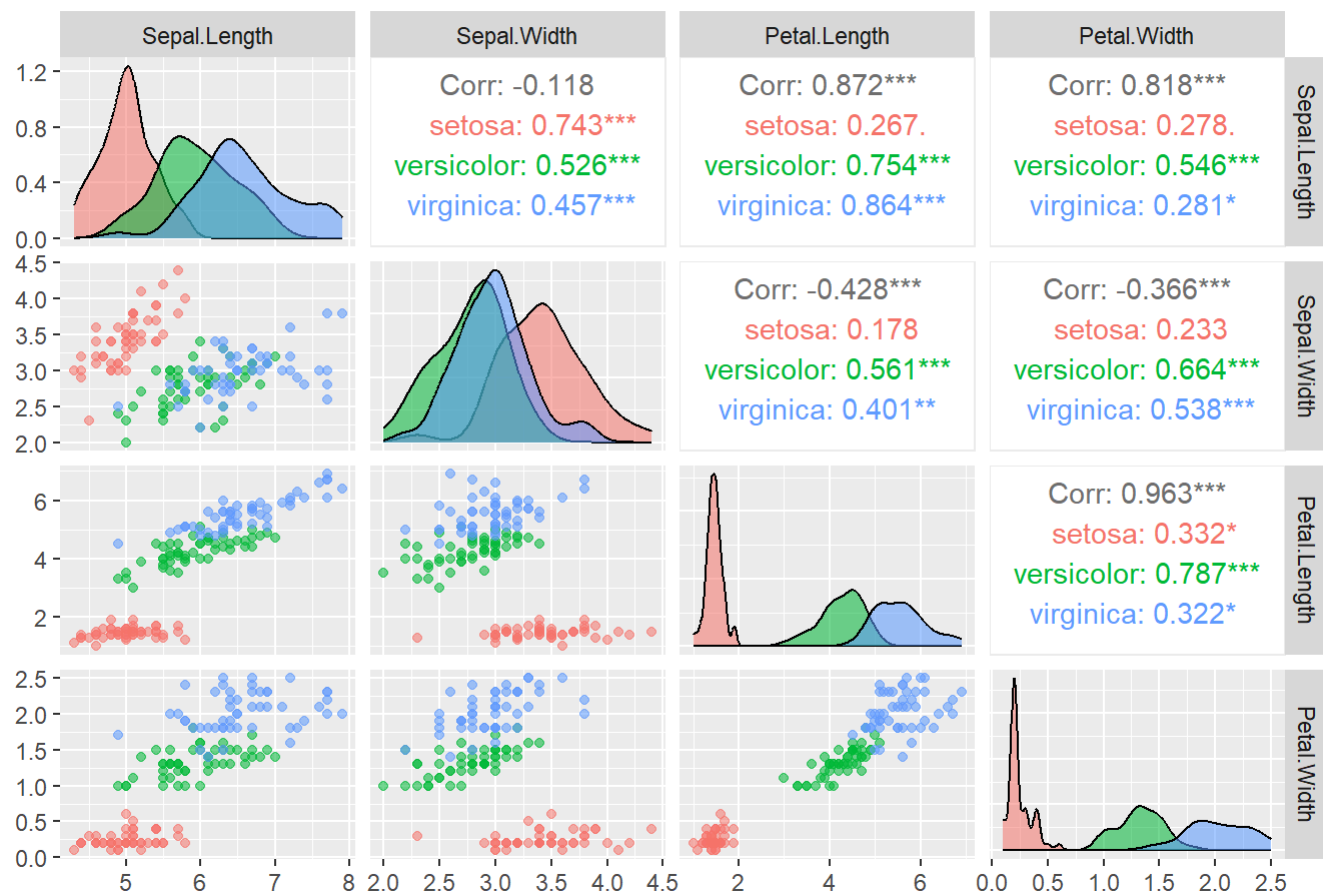 Sepal.Length
Sepal.Width
Petal.Length
Petal.Width
1.2
0.8
0.4
0.0
Corr: -0.118
setosa: 0.743***
versicolor: 0.526***
virginica: 0.457***
Corr: 0.872***
setosa: 0.267.
versicolor: 0.754***
virginica: 0.864***
Corr: 0.818***
setosa: 0.278.
versicolor: 0.546***
virginica: 0.281*
Sepal.Length
4.5
4.0
3.5
3.0
2.5
2.0
Corr: -0.428***
setosa: 0.178
versicolor: 0.561***
virginica: 0.401**
Corr: -0.366***
setosa: 0.233
versicolor: 0.664***
virginica: 0.538***
Sepal.Width
6
4
2
Corr: 0.963***
setosa: 0.332*
versicolor: 0.787***
virginica: 0.322*
Petal.Length
2.5
2.0
1.5
1.0
0.5
0.0
Petal.Width
5 6 7 8
2.0 2.5 3.0 3.5 4.0 4.5
2 4 6
0.0 0.5 1.0 1.5 2.0 2.5